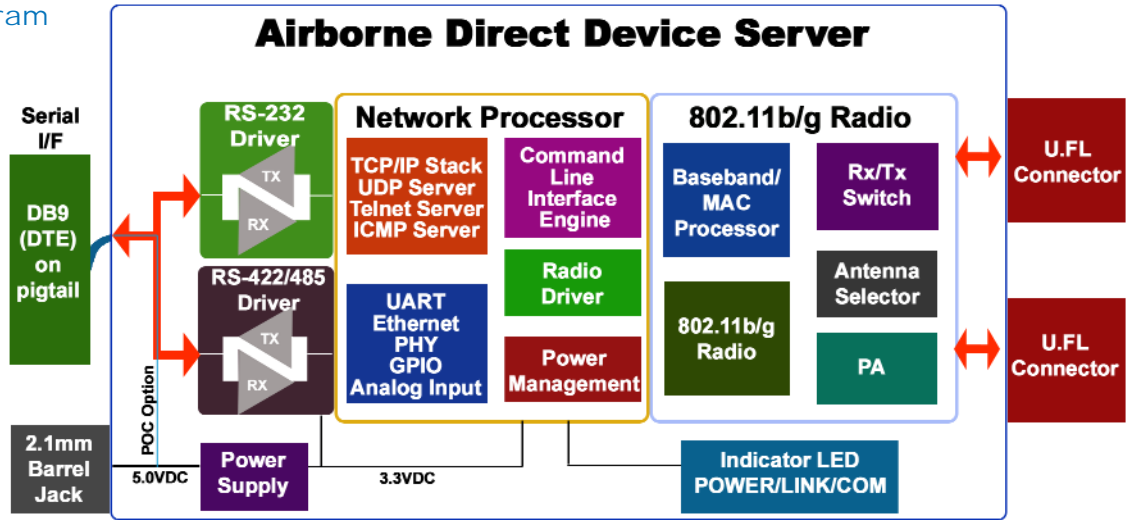 ram
Airborne Direct Device Server
Serial
I/F
DB9
(DTE)
on
pigtail
2.1mm
Barrel
Jack
POC Option
5.0VDC
RS-232
Driver
TX
RX
RS-422/485
Driver
TX
RX
Power
Supply
3.3VDC
Network Processor
TCP/IP Stack
UDP Server
Telnet Server
ICMP Server
Command
Line
Interface
Engine
UART
Ethernet
PHY
GPIO
Analog Input
Radio
Driver
Power
Management
802.11b/g Radio
Baseband/
MAC
Processor
Rx/Tx
Switch
802.11b/g
Radio
Antenna
Selector
PA
Indicator LED
POWER/LINK/COM
U.FL
Connector
U.FL
Connector